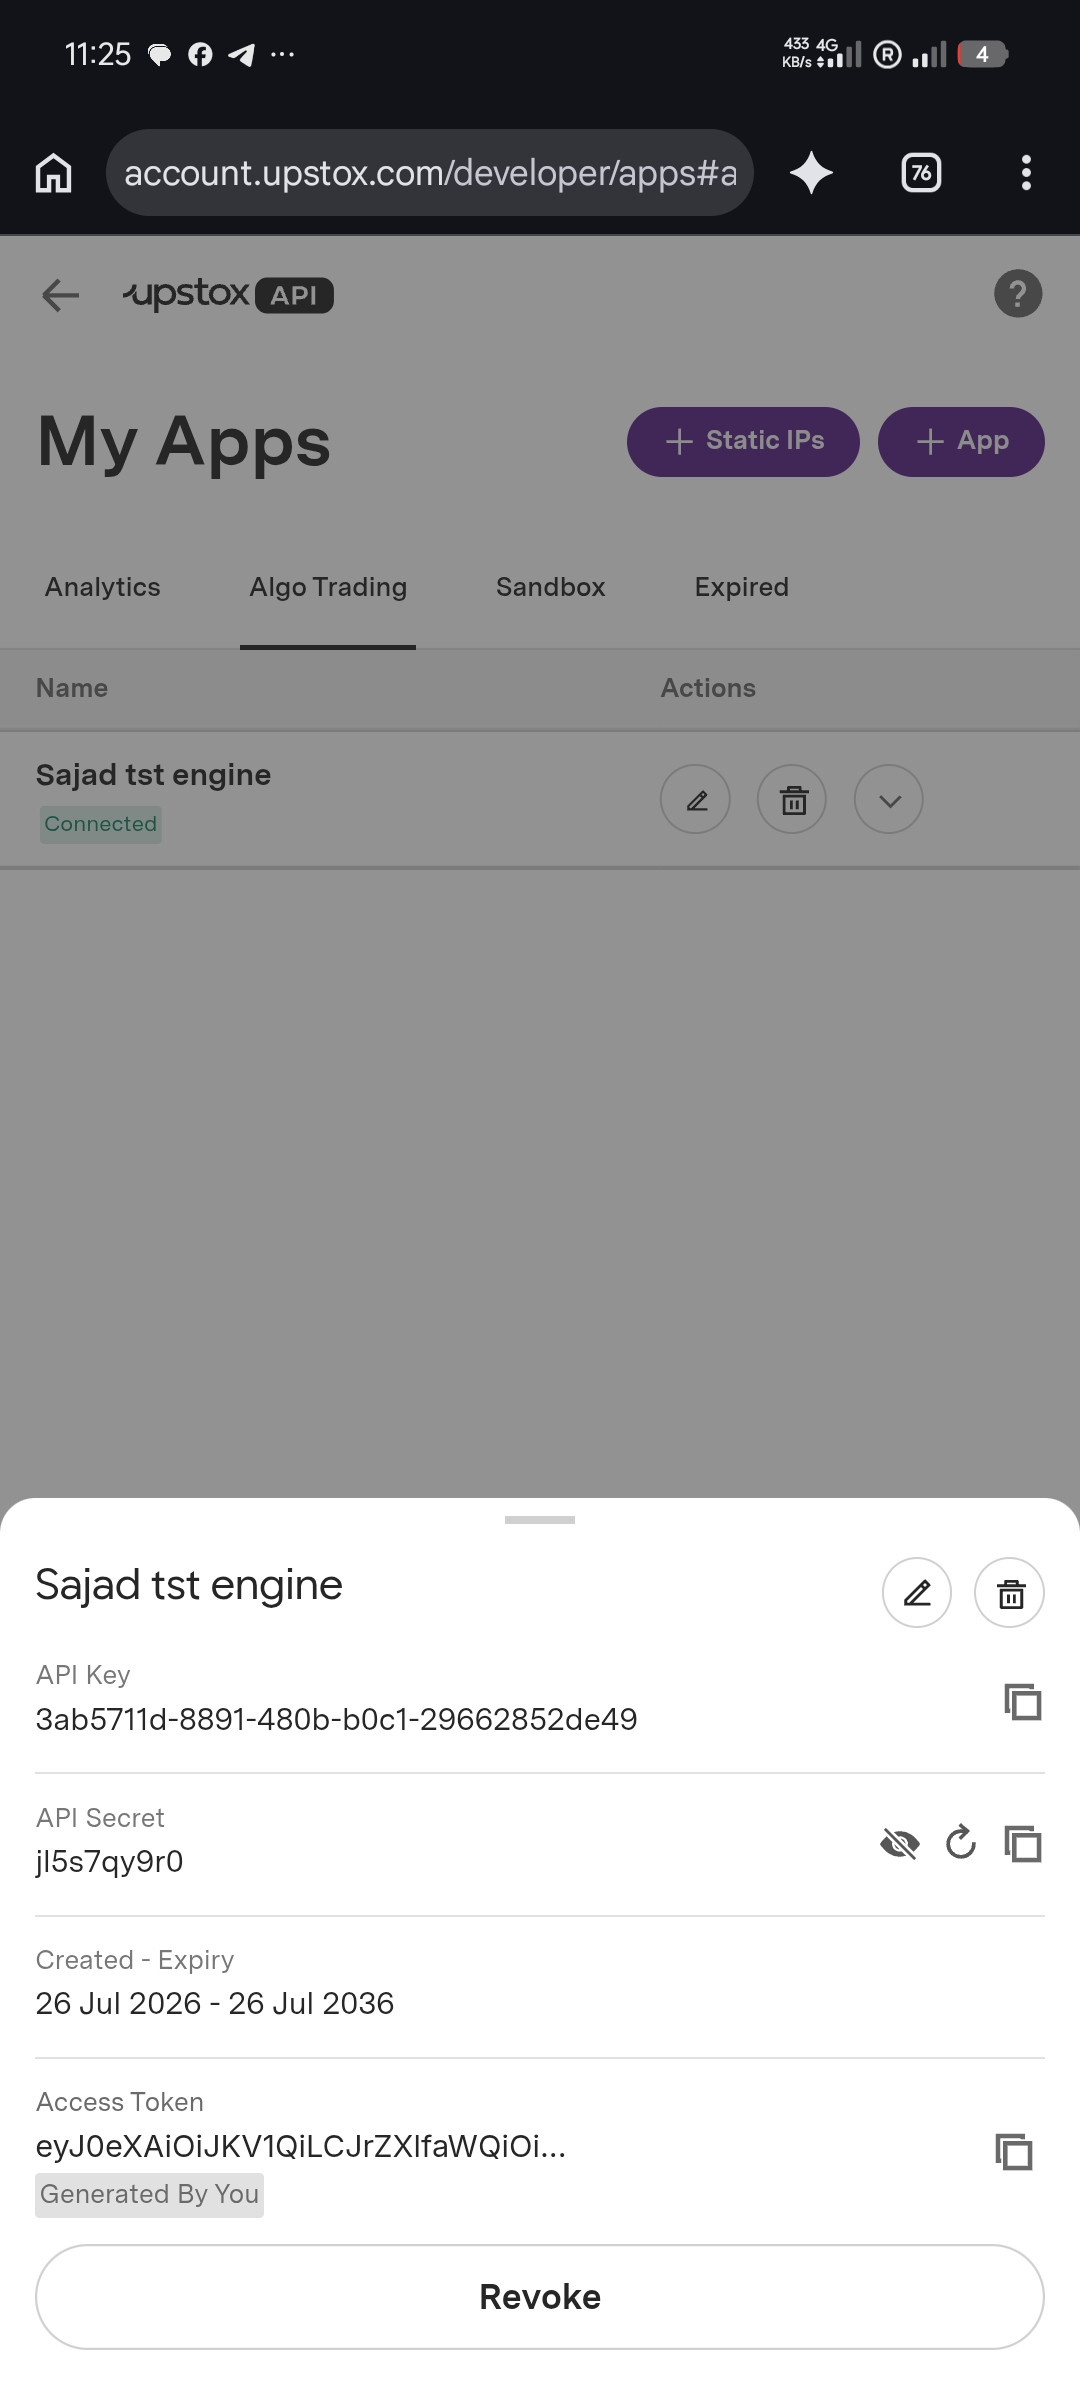 11:25
433 KB/s 4G R 4
account.upstox.com/developer/apps#a
76
upstox API
?
My Apps
+ Static IPs
+ App
Analytics Algo Trading Sandbox Expired
Name Actions
Sajad tst engine
Connected
Sajad tst engine
API Key
3ab5711d-8891-480b-b0c1-29662852de49
API Secret
jl5s7qy9r0
Created - Expiry
26 Jul 2026 - 26 Jul 2036
Access Token
eyJ0eXAiOiJKV1QiLCJrZXlfaWQiOi...
Generated By You
Revoke